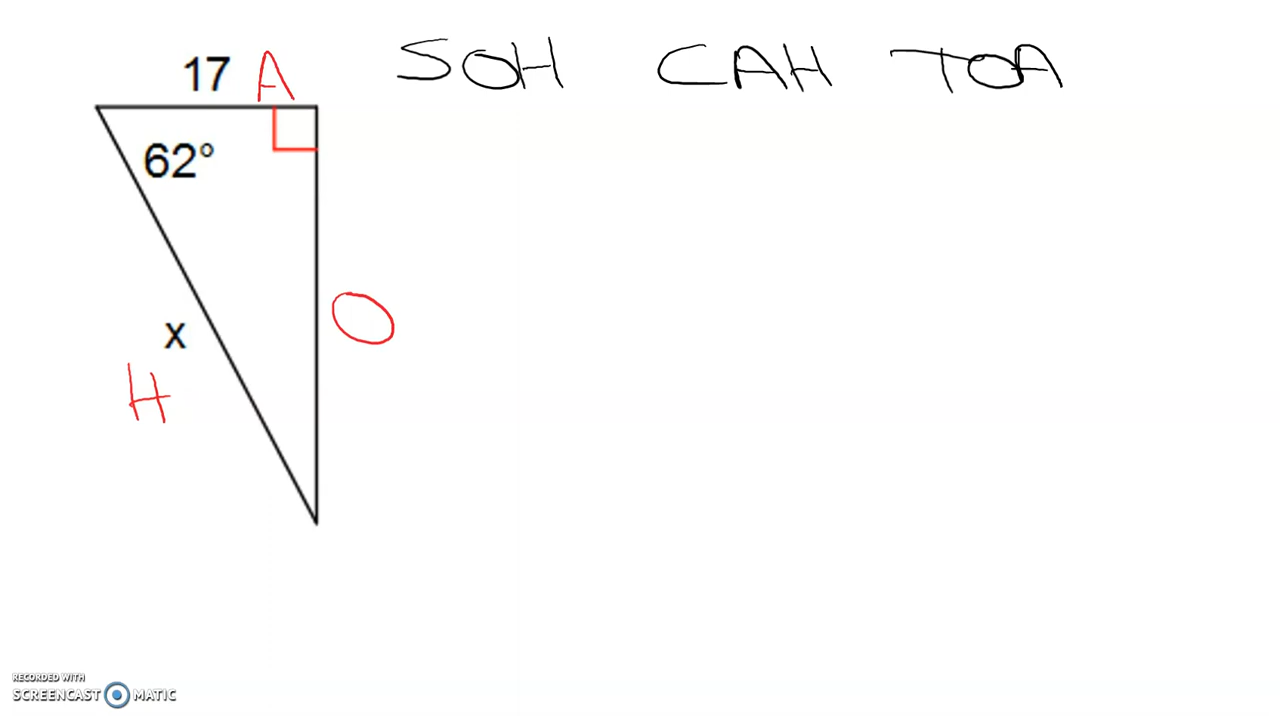 17 A SOH CAH TOA
62°
O
x
H
RECORDED WITH
SCREENCAST MATIC